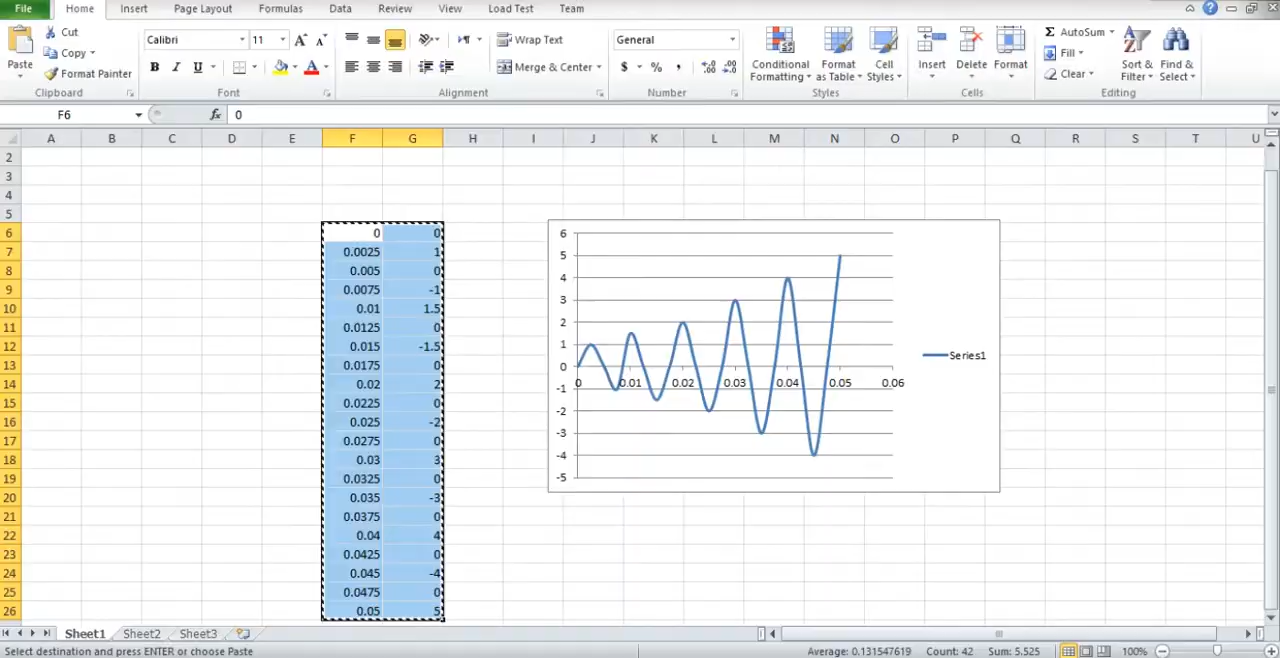 File Home Insert Page Layout Formulas Data Review View Load Test Team
Paste Cut Copy Format Painter Clipboard
Calibri 11 A A B I U A Font
Wrap Text Merge & Center Alignment
General $ % , .0 .00 .00 .0 Number
Conditional Formatting Format as Table Cell Styles Styles
Insert Delete Format Cells
Σ AutoSum Fill Clear Sort & Filter Find & Select Editing
F6 fx 0
A B C D E F G H I J K L M N O P Q R S T U
2
3
4
5
6 0 0
7 0.0025 1
8 0.005 0
9 0.0075 -1
10 0.01 1.5
11 0.0125 0
12 0.015 -1.5
13 0.0175 0
14 0.02 2
15 0.0225 0
16 0.025 -2
17 0.0275 0
18 0.03 3
19 0.0325 0
20 0.035 -3
21 0.0375 0
22 0.04 4
23 0.0425 0
24 0.045 -4
25 0.0475 0
26 0.05 5
6
5
4
3
2
1
0
-1
-2
-3
-4
-5
0 0.01 0.02 0.03 0.04 0.05 0.06
Series1
Sheet1 Sheet2 Sheet3
Select destination and press ENTER or choose Paste Average: 0.131547619 Count: 42 Sum: 5.525 100%